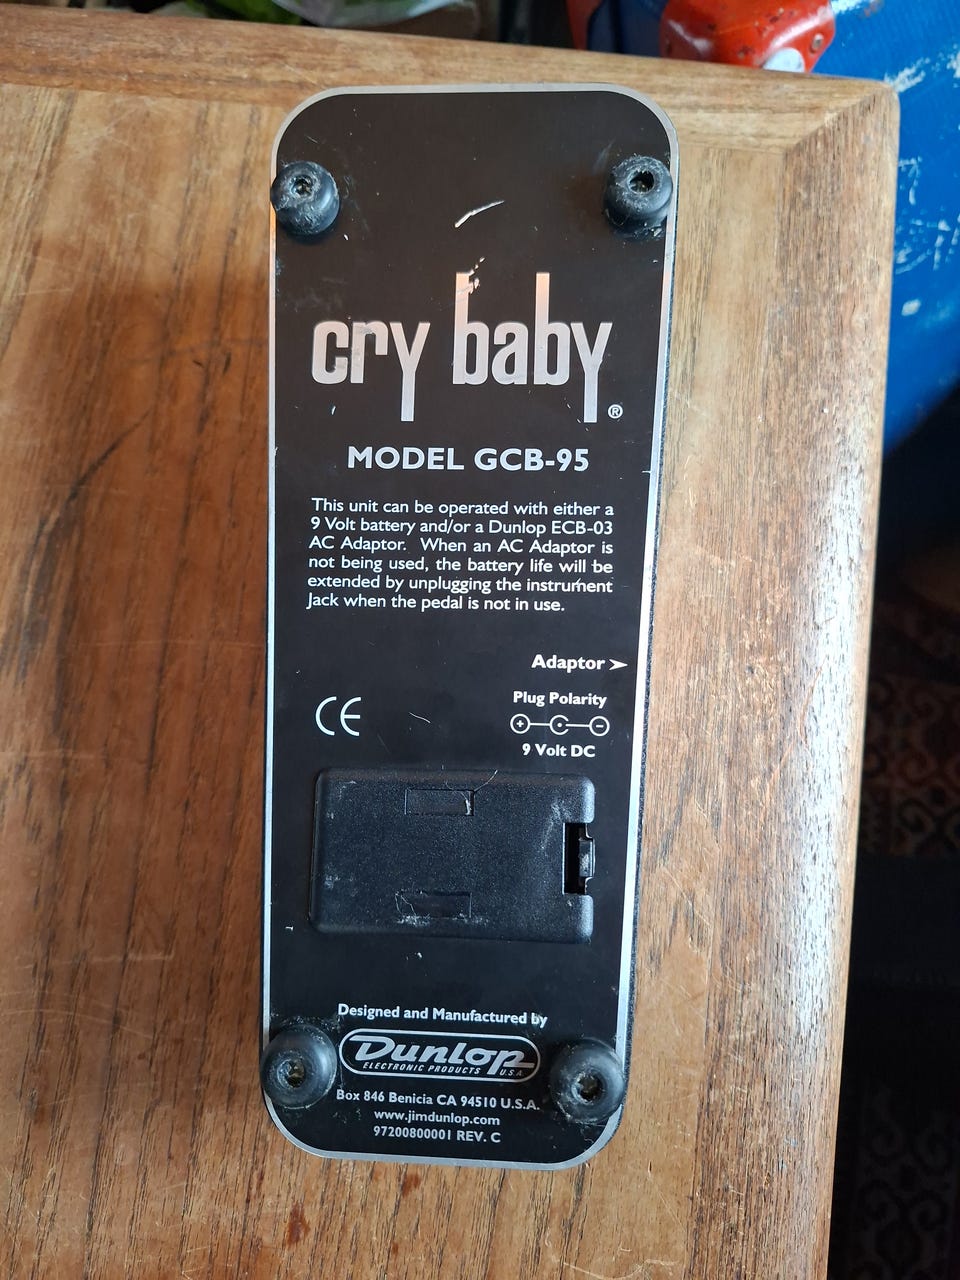 cry baby®
MODEL GCB-95
This unit can be operated with either a
9 Volt battery and/or a Dunlop ECB-03
AC Adaptor. When an AC Adaptor is
not being used, the battery life will be
extended by unplugging the instrument
Jack when the pedal is not in use.
Adaptor ➤
Plug Polarity
+ −
9 Volt DC
CE
Designed and Manufactured by
Dunlop
ELECTRONIC PRODUCTS U.S.A.
Box 846 Benicia CA 94510 U.S.A.
www.jimdunlop.com
97200800001 REV. C